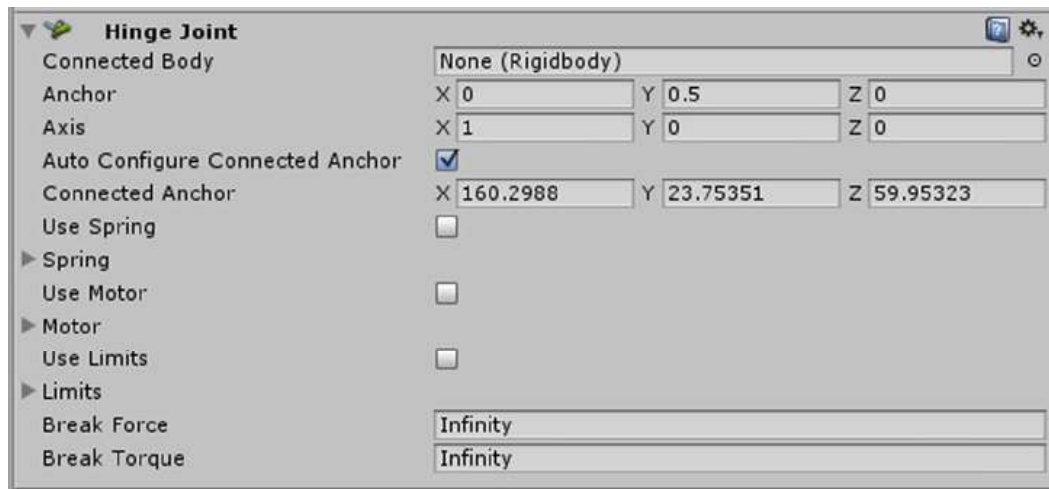 Hinge Joint
Connected Body None (Rigidbody)
Anchor X 0 Y 0.5 Z 0
Axis X 1 Y 0 Z 0
Auto Configure Connected Anchor
Connected Anchor X 160.2988 Y 23.75351 Z 59.95323
Use Spring
Spring
Use Motor
Motor
Use Limits
Limits
Break Force Infinity
Break Torque Infinity